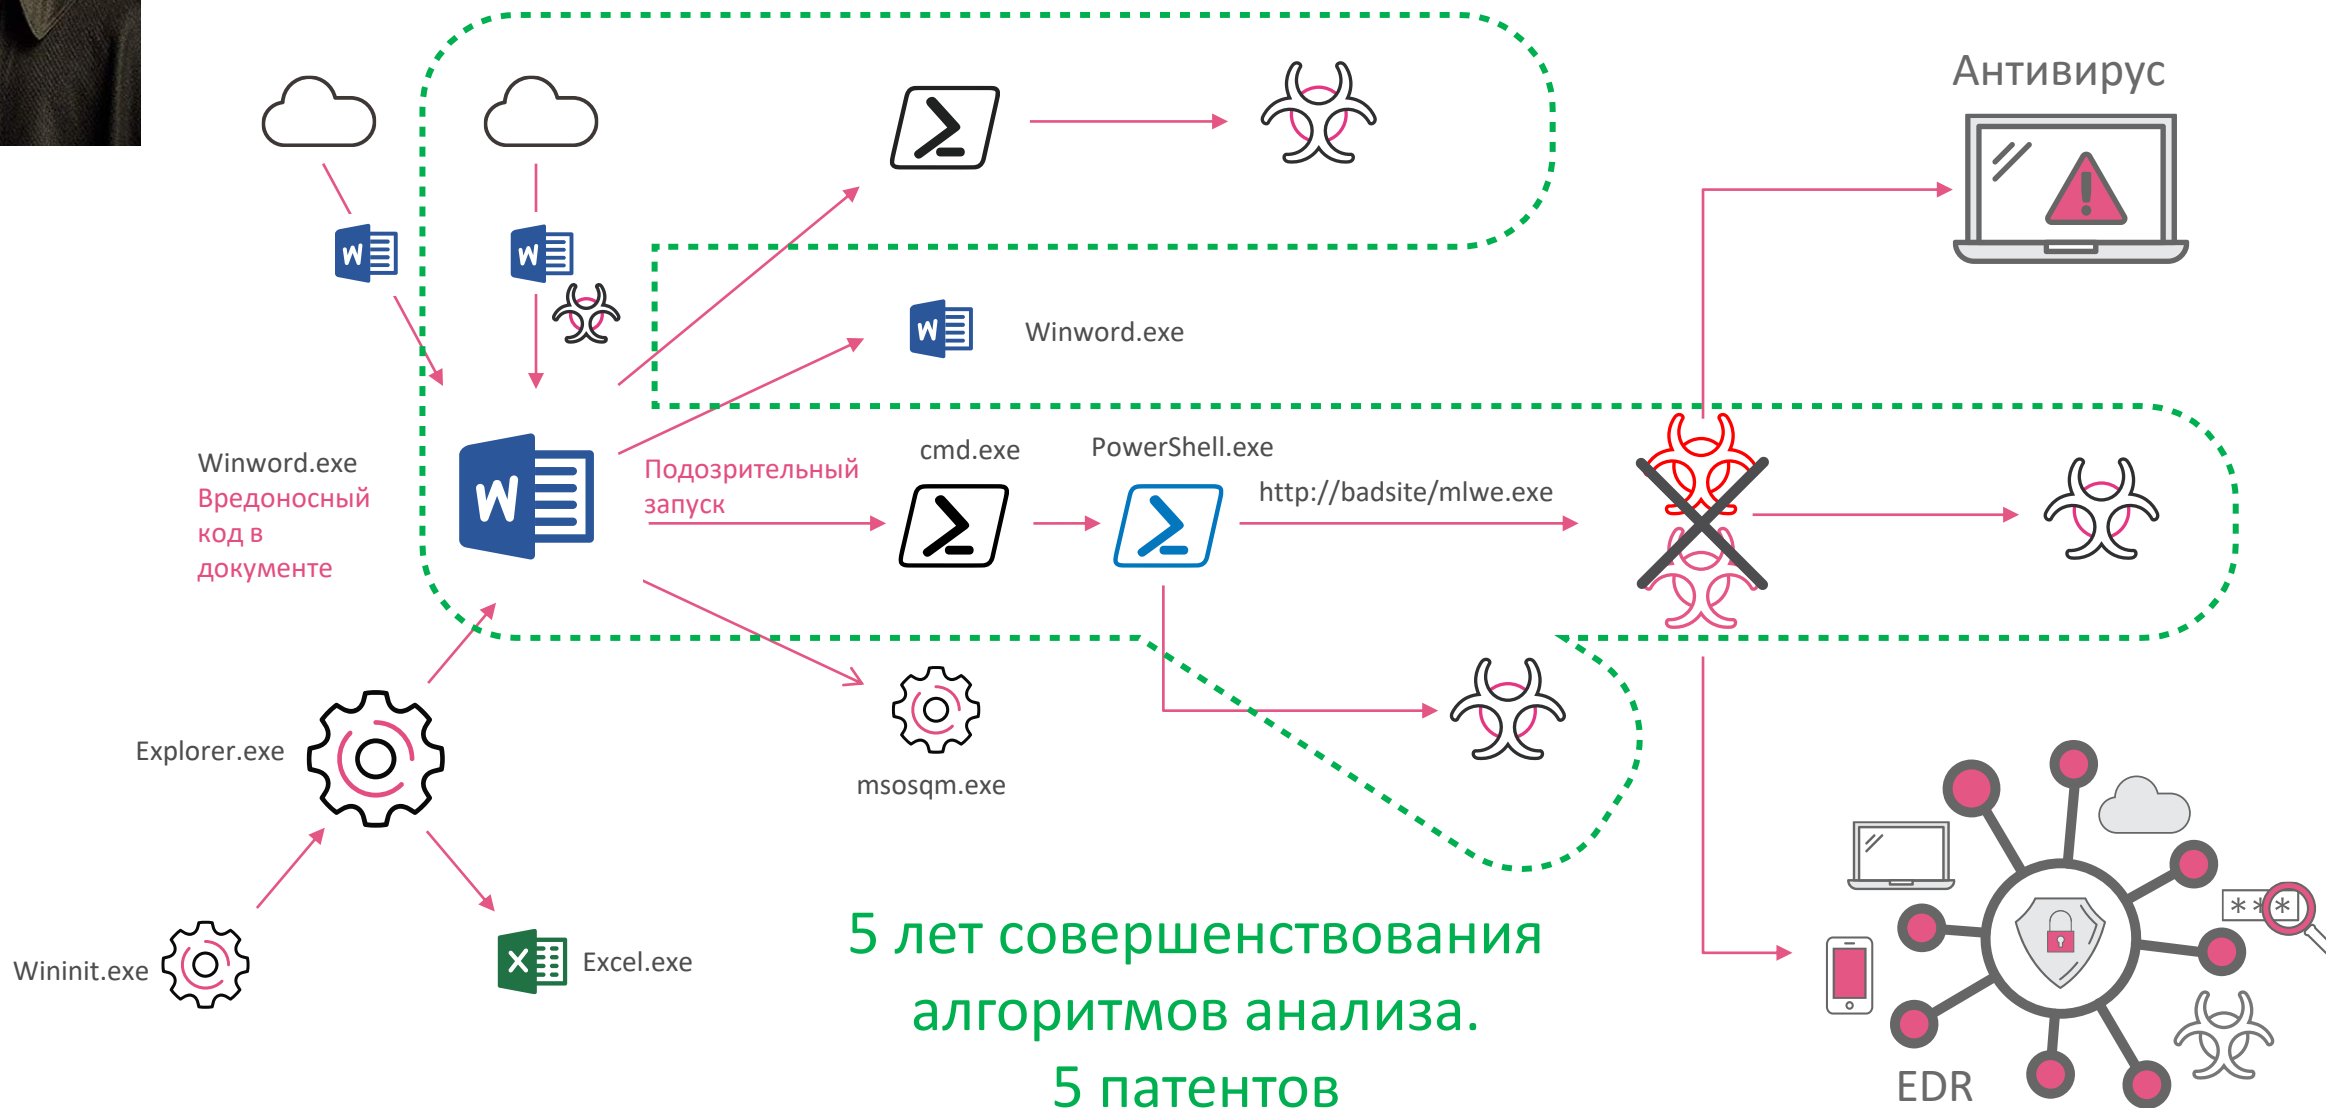 Антивирус
Winword.exe
Winword.exe
Вредоносный
код в
документе
Подозрительный
запуск
cmd.exe
PowerShell.exe
http://badsite/mlwe.exe
Explorer.exe
msosqm.exe
Wininit.exe
Excel.exe
5 лет совершенствования
алгоритмов анализа.
5 патентов
***
EDR